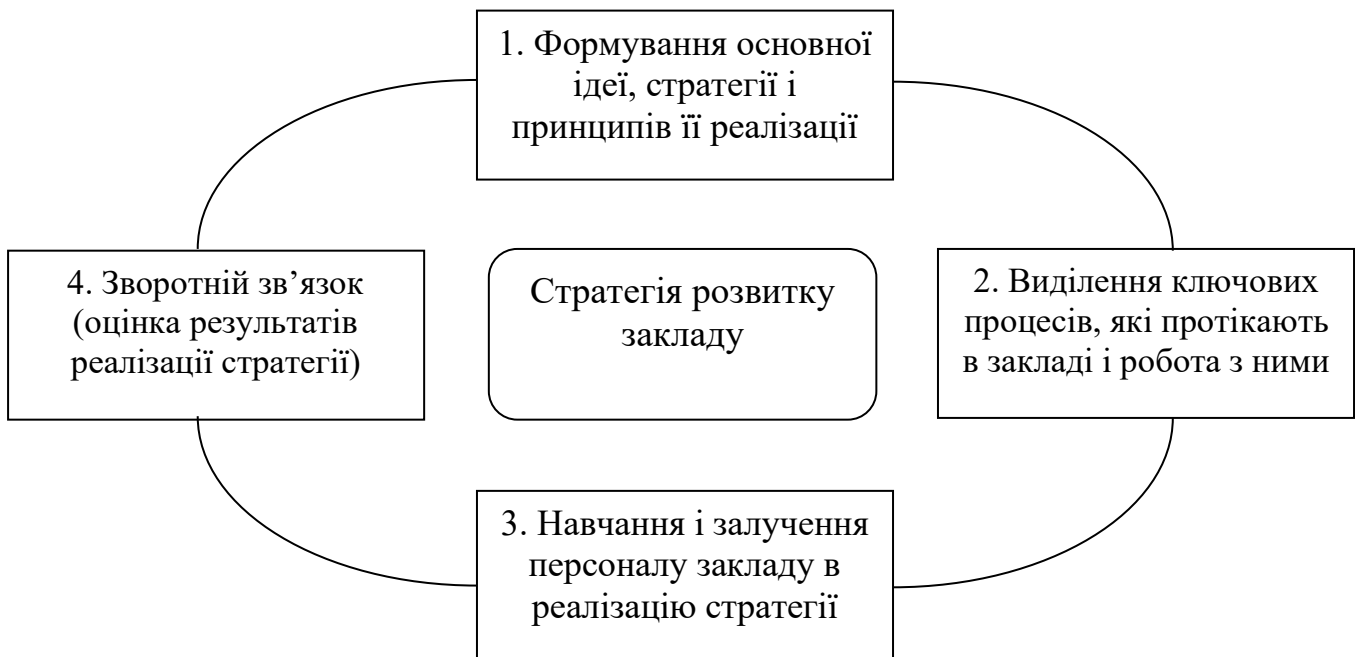 1. Формування основної
ідеї, стратегії і
принципів її реалізації
4. Зворотній зв’язок
(оцінка результатів
реалізації стратегії)
Стратегія розвитку
закладу
2. Виділення ключових
процесів, які протікають
в закладі і робота з ними
3. Навчання і залучення
персоналу закладу в
реалізацію стратегії